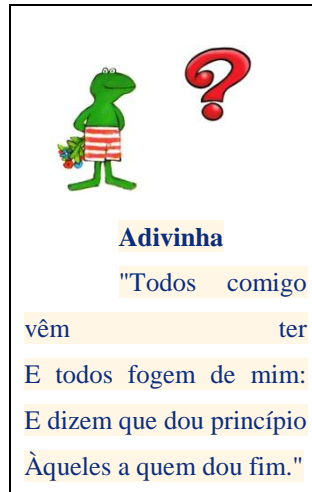 Adivinha
"Todos comigo
vêm ter
E todos fogem de mim:
E dizem que dou princípio
Àqueles a quem dou fim."